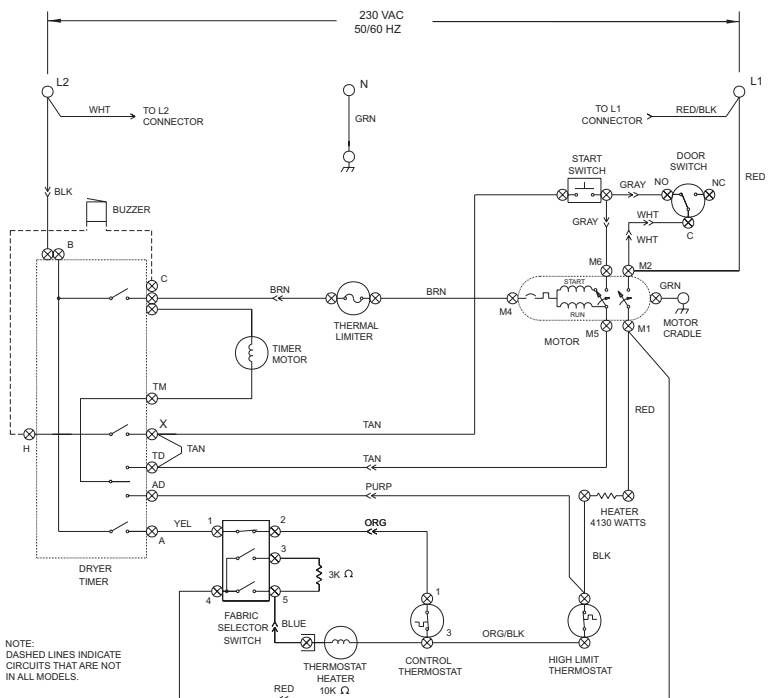 230 VAC
50/60 HZ
L2
N
L1
WHT
TO L2
CONNECTOR
GRN
TO L1
CONNECTOR
RED/BLK
START
SWITCH
DOOR
SWITCH
RED
BLK
GRAY
NO
NC
BUZZER
GRAY
WHT
C
WHT
B
C
M6
M2
START
GRN
BRN
BRN
M4
RUN
THERMAL
LIMITER
MOTOR
M5
M1
MOTOR
CRADLE
TIMER
MOTOR
TM
RED
X
TAN
H
TAN
TD
TAN
AD
PURP
HEATER
4130 WATTS
YEL
1
2
ORG
A
BLK
3
DRYER
TIMER
3K Ω
4
5
1
FABRIC
SELECTOR
SWITCH
BLUE
3
ORG/BLK
NOTE:
DASHED LINES INDICATE
CIRCUITS THAT ARE NOT
IN ALL MODELS.
THERMOSTAT
HEATER
10K Ω
CONTROL
THERMOSTAT
HIGH LIMIT
THERMOSTAT
RED